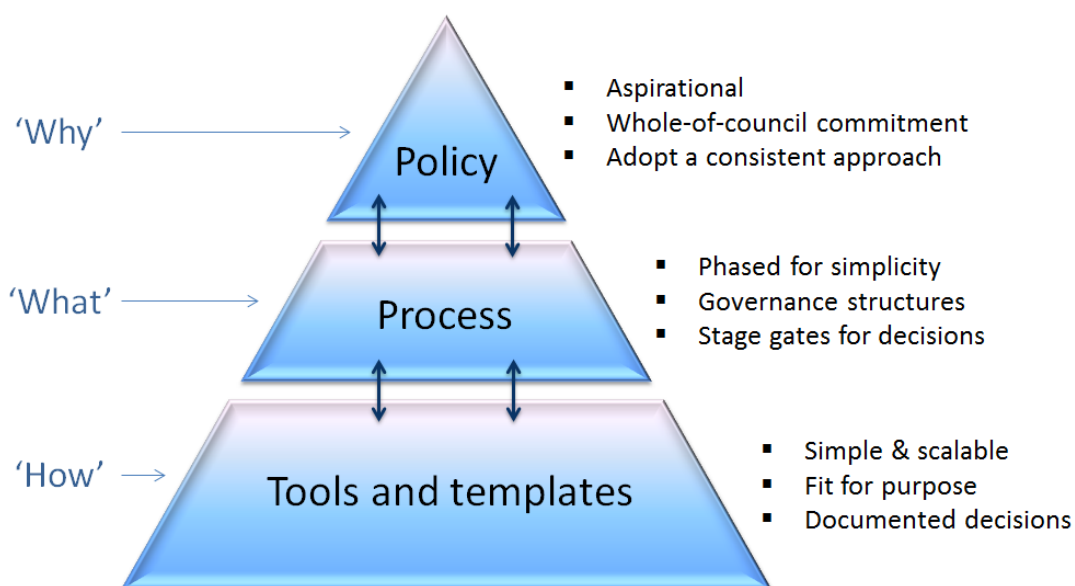 ‘Why’
Policy
▪ Aspirational
▪ Whole-of-council commitment
▪ Adopt a consistent approach
‘What’
Process
▪ Phased for simplicity
▪ Governance structures
▪ Stage gates for decisions
‘How’
Tools and templates
▪ Simple & scalable
▪ Fit for purpose
▪ Documented decisions